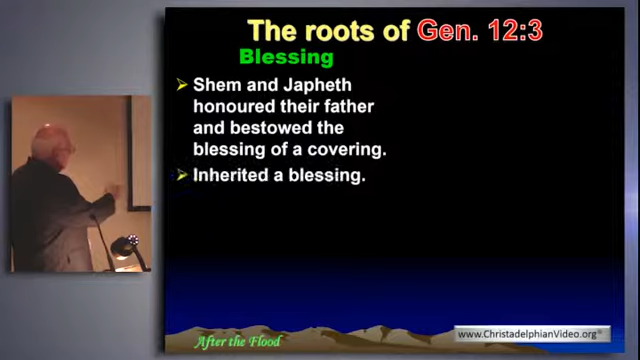 The roots of Gen. 12:3
Blessing
Shem and Japheth
honoured their father
and bestowed the
blessing of a covering.
Inherited a blessing.
After the Flood
www.ChristadelphianVideo.org